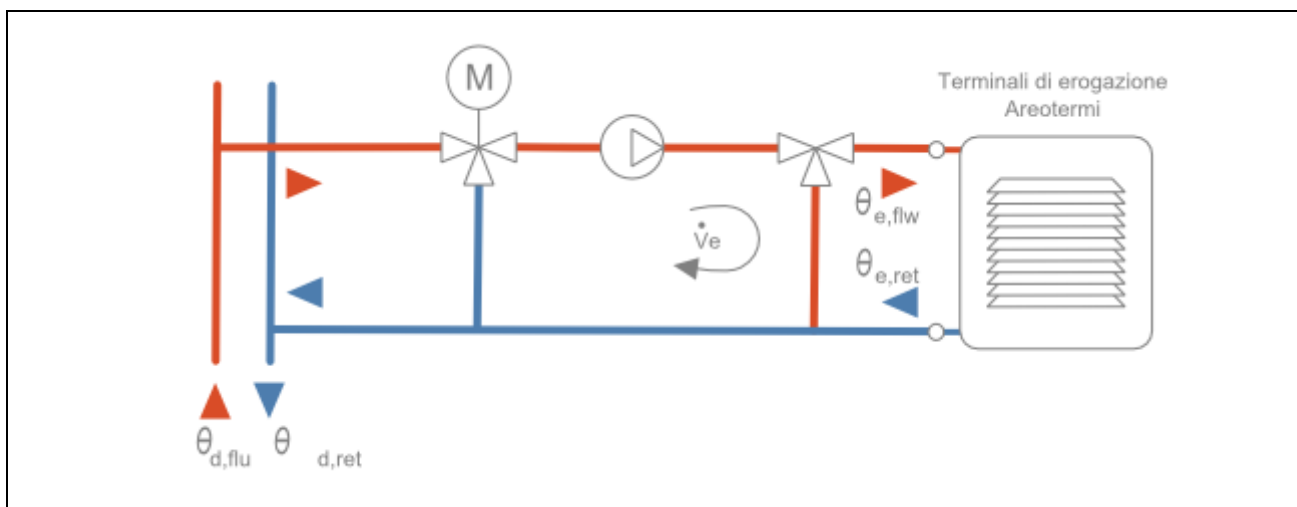 M
Terminali di erogazione
Areotermi
θe,flw
V̇e
θe,ret
θd,flu θ d,ret